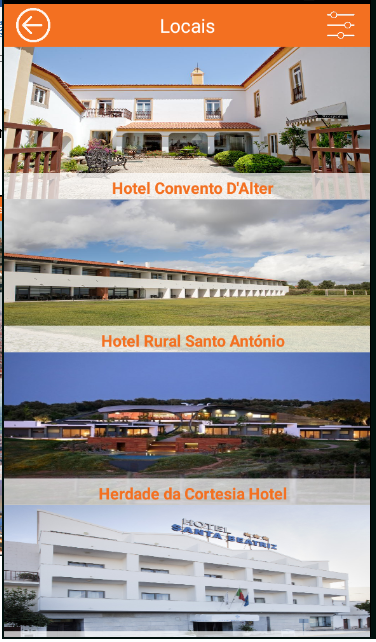 Locais
Hotel Convento D'Alter
Hotel Rural Santo António
Herdade da Cortesia Hotel
HOTEL ***
SANTA BEATRIZ